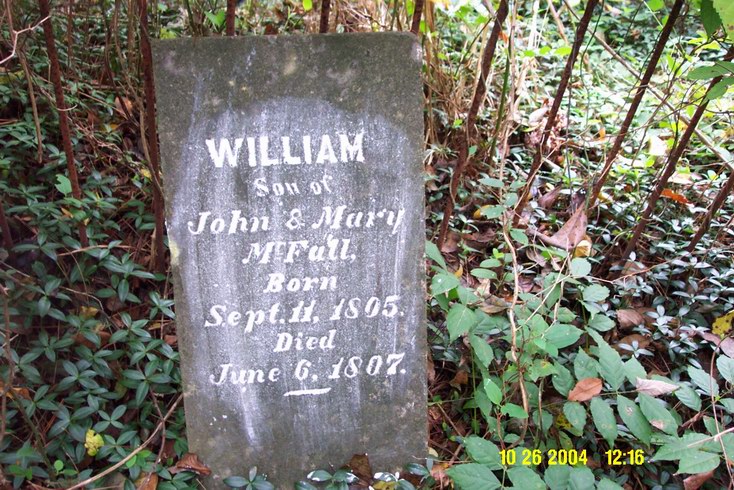 WILLIAM
Son of
John & Mary
McFall,
Born
Sept. 11, 1805.
Died
June 6, 1807.
10 26 2004 12:16